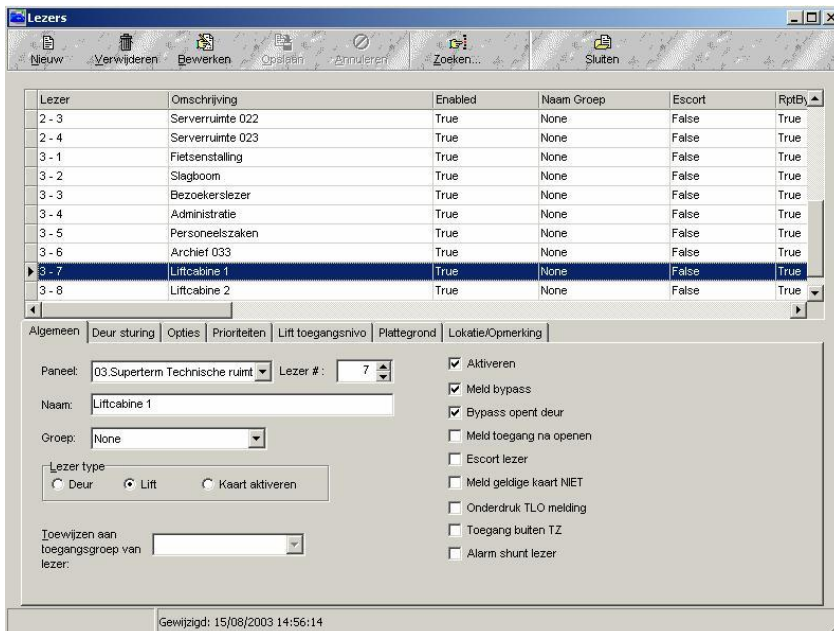 Lezers
Nieuw Verwijderen Bewerken Opslaan Annuleren Zoeken... Sluiten
Lezer Omschrijving Enabled Naam Groep Escort RptBy
2 - 3 Serverruimte 022 True None False True
2 - 4 Serverruimte 023 True None False True
3 - 1 Fietsenstalling True None False True
3 - 2 Slagboom True None False True
3 - 3 Bezoekerslezer True None False True
3 - 4 Administratie True None False True
3 - 5 Personeelszaken True None False True
3 - 6 Archief 033 True None False True
3 - 7 Liftcabine 1 True None False True
3 - 8 Liftcabine 2 True None False True
Algemeen Deur sturing Opties Prioriteiten Lift toegangsnivo Plattegrond Lokatie/Opmerking
Paneel: 03.Superterm Technische ruimt Lezer # : 7
Naam: Liftcabine 1
Groep: None
Lezer type
Deur Lift Kaart aktiveren
Toewijzen aan
toegangsgroep van
lezer:
Aktiveren
Meld bypass
Bypass opent deur
Meld toegang na openen
Escort lezer
Meld geldige kaart NIET
Onderdruk TLO melding
Toegang buiten TZ
Alarm shunt lezer
Gewijzigd: 15/08/2003 14:56:14